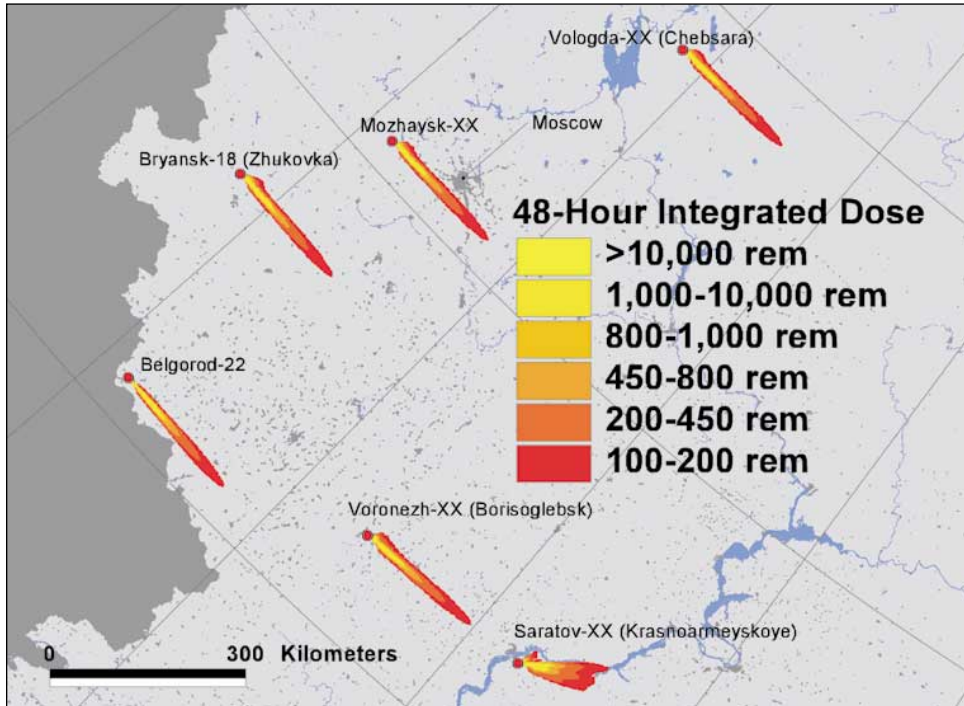 Vologda-XX (Chebsara)
Mozhaysk-XX
Moscow
Bryansk-18 (Zhukovka)
48-Hour Integrated Dose
>10,000 rem
1,000-10,000 rem
800-1,000 rem
450-800 rem
200-450 rem
100-200 rem
Belgorod-22
Voronezh-XX (Borisoglebsk)
Saratov-XX (Krasnoarmeyskoye)
0 300 Kilometers